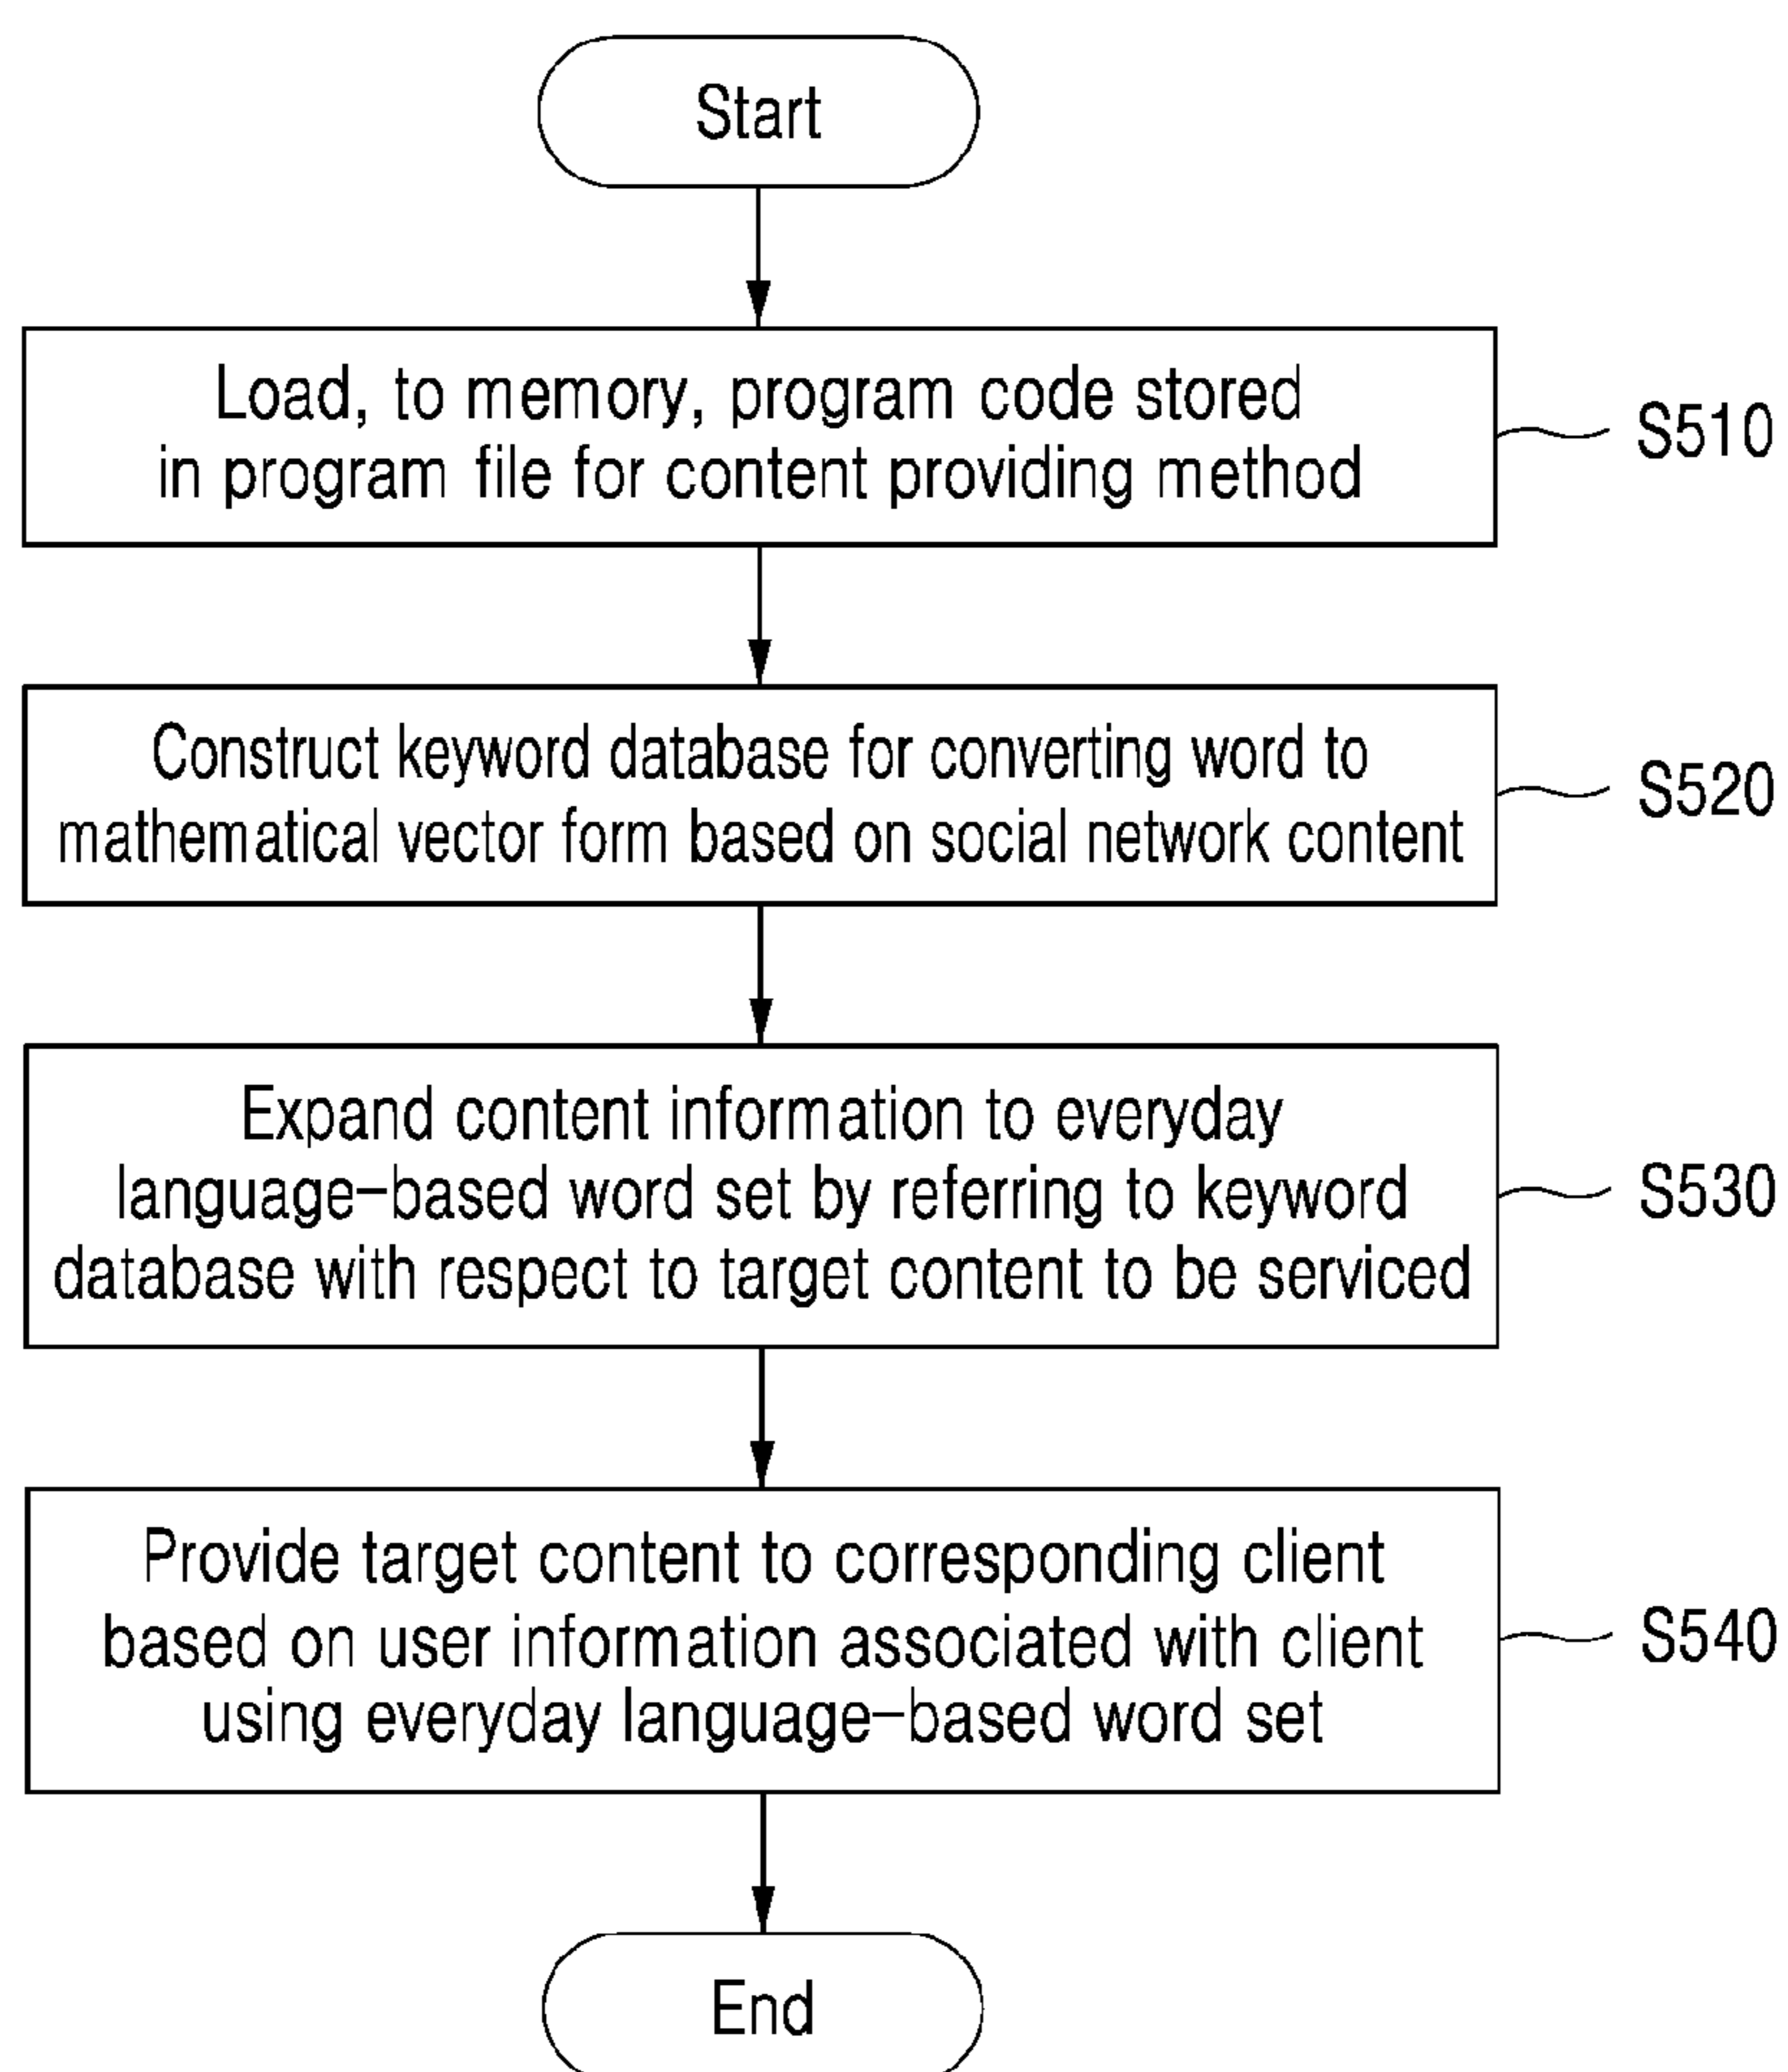 Start
Load, to memory, program code stored
in program file for content providing method
S510
Construct keyword database for converting word to
mathematical vector form based on social network content
S520
Expand content information to everyday
language-based word set by referring to keyword
database with respect to target content to be serviced
S530
Provide target content to corresponding client
based on user information associated with client
using everyday language-based word set
S540
End